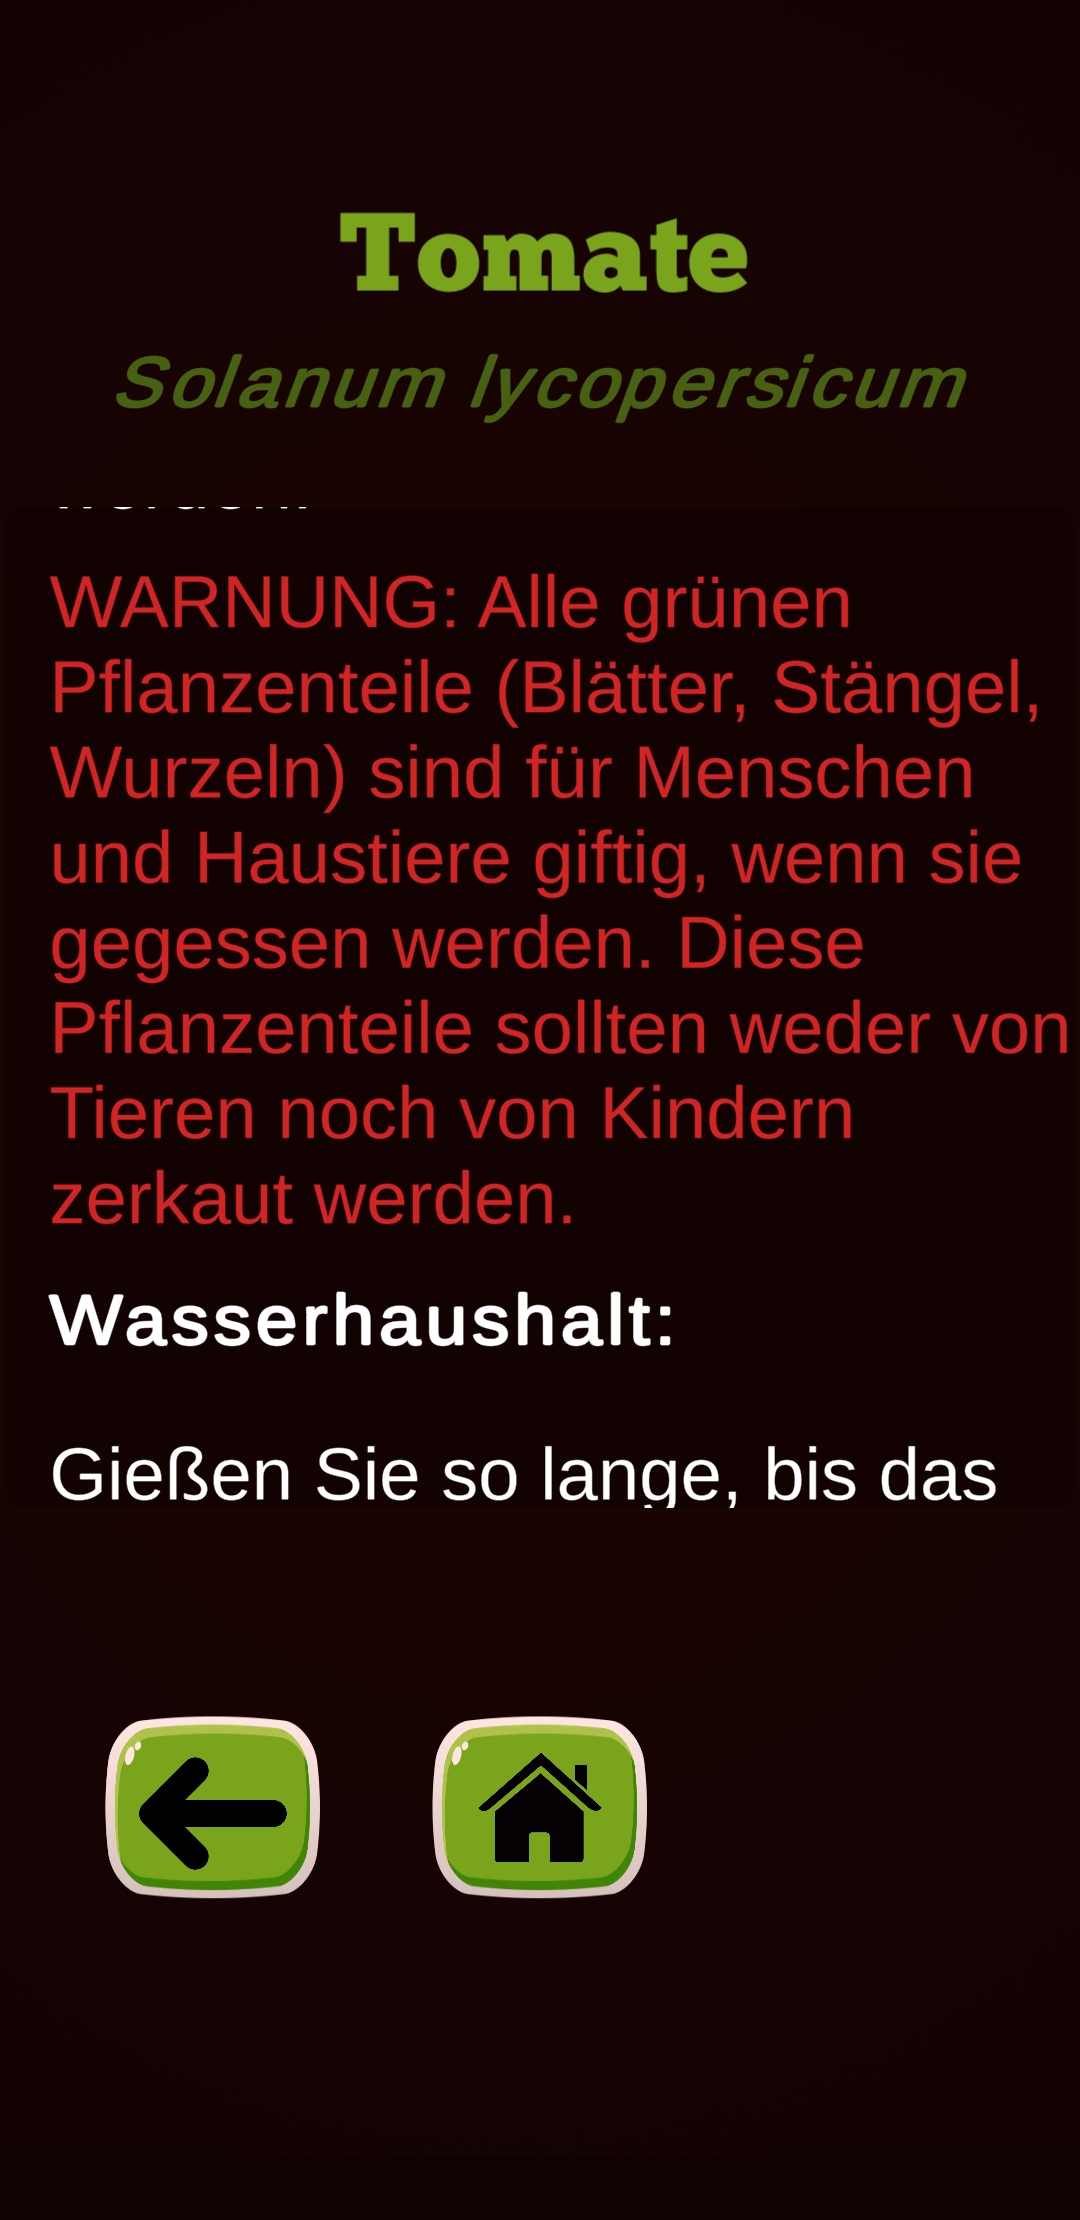 Tomate
Solanum lycopersicum
WARNUNG: Alle grünen
Pflanzenteile (Blätter, Stängel,
Wurzeln) sind für Menschen
und Haustiere giftig, wenn sie
gegessen werden. Diese
Pflanzenteile sollten weder von
Tieren noch von Kindern
zerkaut werden.
Wasserhaushalt:
Gießen Sie so lange, bis das